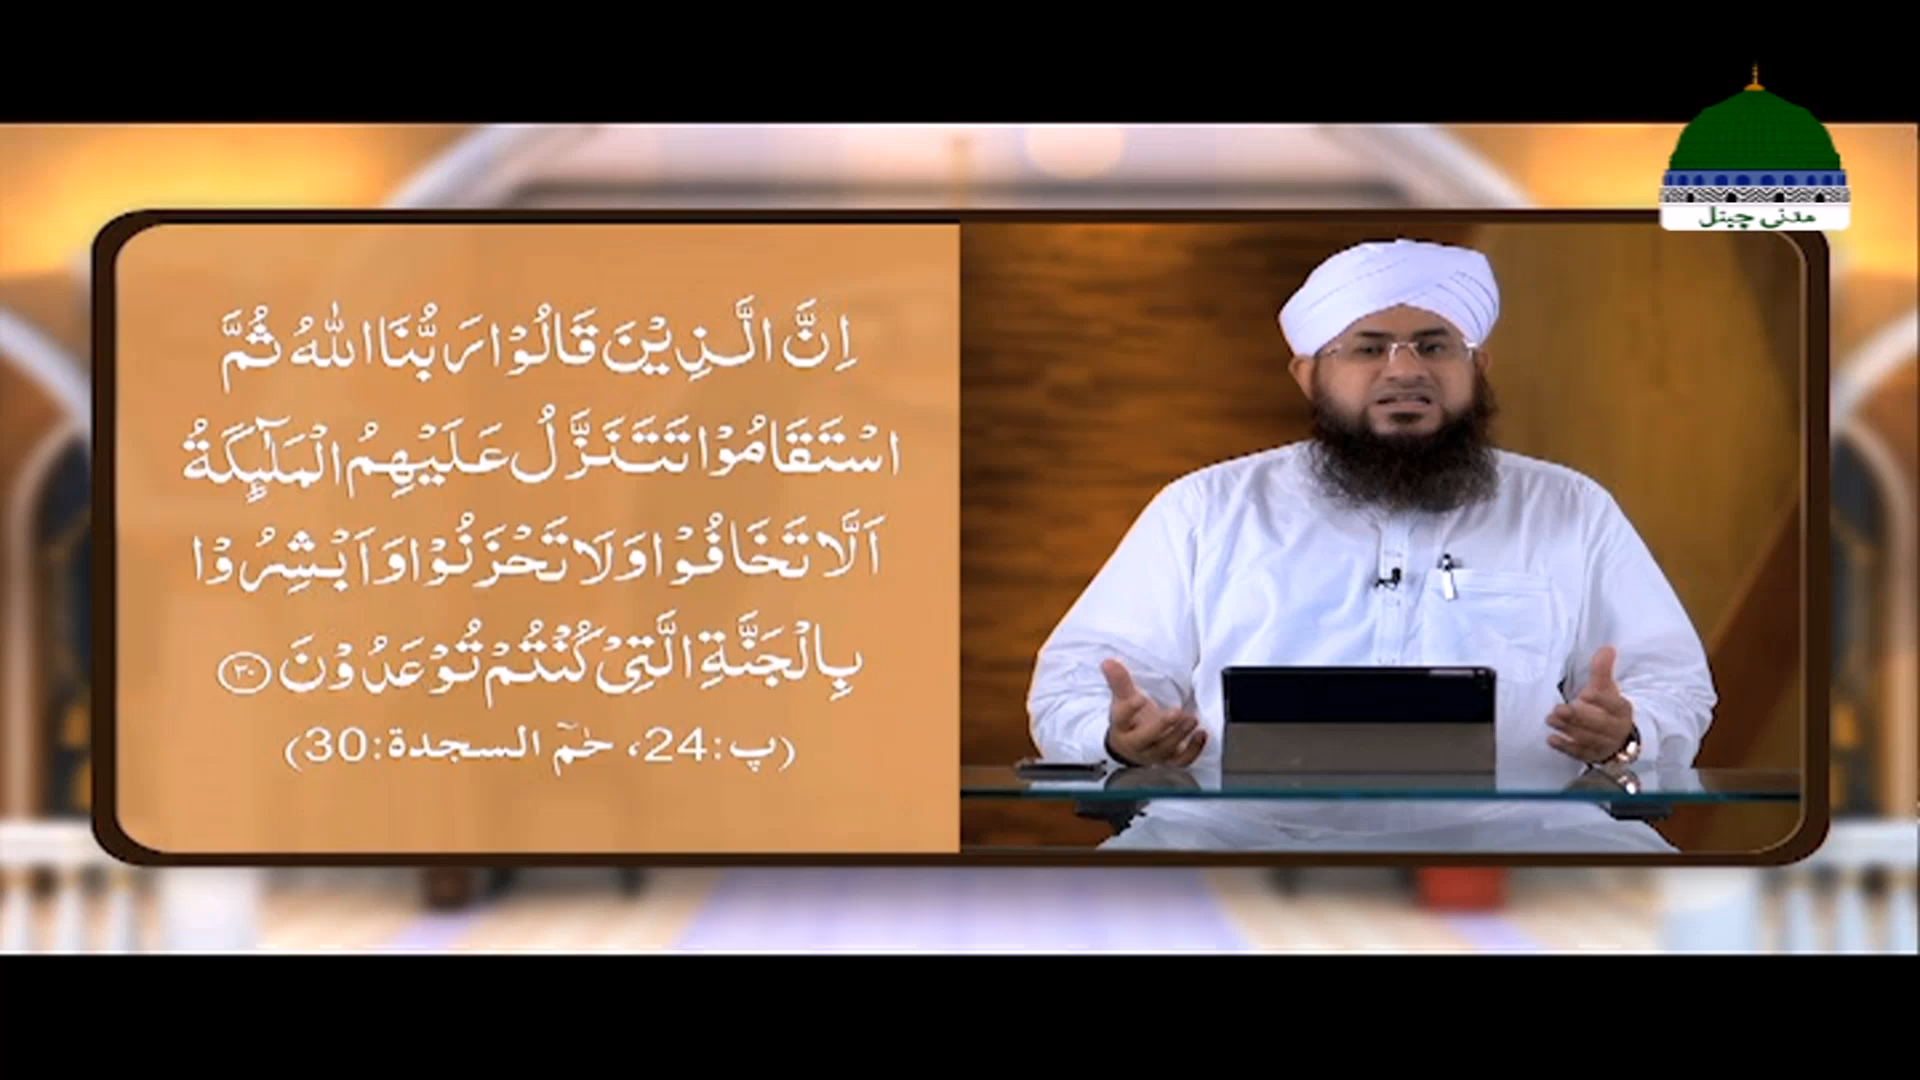 اِنَّ الَّذِيْنَ قَالُوْا رَبُّنَا اللّٰهُ ثُمَّ
اسْتَقَامُوْا تَتَنَزَّلُ عَلَيْهِمُ الْمَلٰٓىِٕكَةُ
اَلَّا تَخَافُوْا وَلَا تَحْزَنُوْا وَاَبْشِرُوْا
بِالْجَنَّةِ الَّتِیْ كُنْتُمْ تُوْعَدُوْنَ ﴿۳۰﴾
(پ:24، حٰمٓ السجدة:30)
مدنی چینل